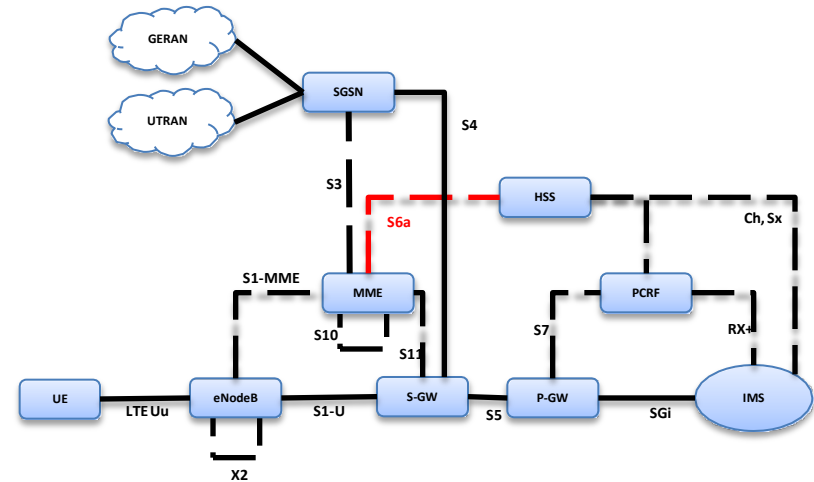 GERAN
SGSN
UTRAN
S4
S3
HSS
S6a
Ch, Sx
S1-MME
MME
PCRF
S10
S7
RX+
S11
UE
eNodeB
S-GW
P-GW
IMS
LTE Uu
S1-U
S5
SGi
X2